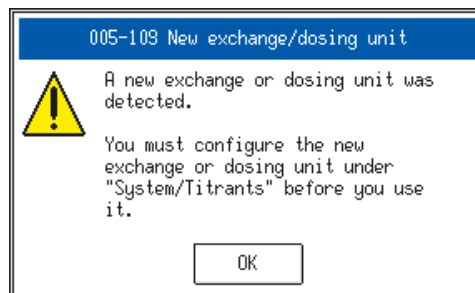 005-109 New exchange/dosing unit
A new exchange or dosing unit was
detected.
You must configure the new
exchange or dosing unit under
"System/Titrants" before you use
it.
OK